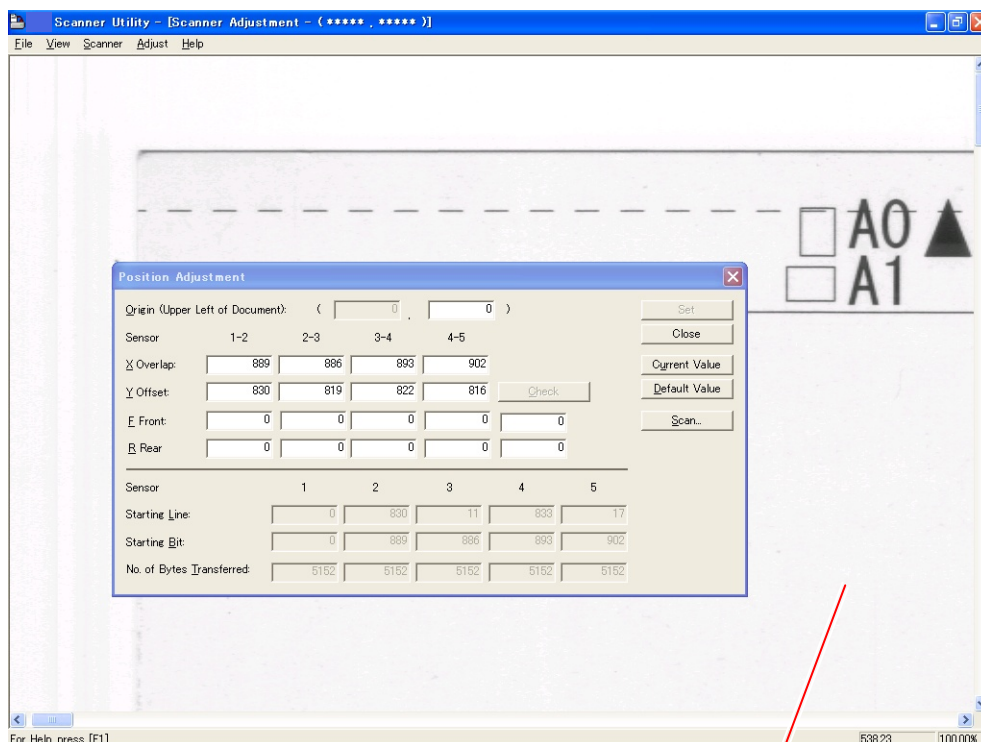 Scanner Utility - [Scanner Adjustment - ( ***** , ***** )]
File View Scanner Adjust Help
A0
A1
Position Adjustment
Origin (Upper Left of Document): ( 0 , 0 ) Set
Sensor 1-2 2-3 3-4 4-5 Close
X Overlap: 889 886 893 902 Current Value
Y Offset: 830 819 822 816 Check Default Value
F Front: 0 0 0 0 0 Scan...
R Rear 0 0 0 0 0
Sensor 1 2 3 4 5
Starting Line: 0 830 11 833 17
Starting Bit: 0 889 886 893 902
No. of Bytes Transferred: 5152 5152 5152 5152 5152
For Help, press [F1] 538,23 100.00%